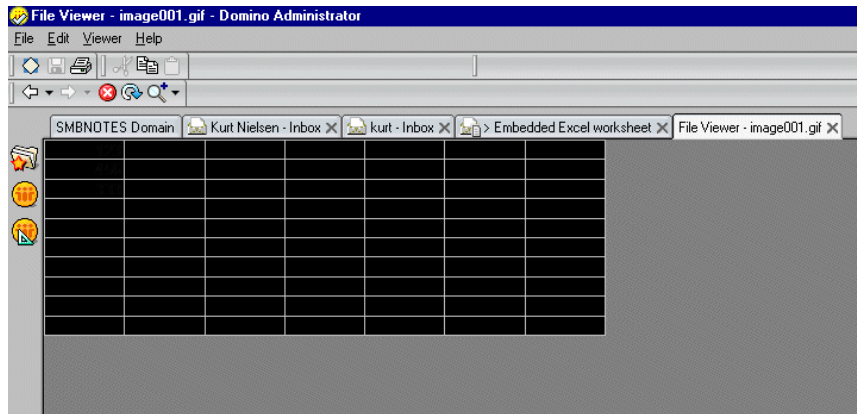 File Viewer - image001.gif - Domino Administrator
File Edit Viewer Help
SMBNOTES Domain Kurt Nielsen - Inbox kurt - Inbox > Embedded Excel worksheet File Viewer - image001.gif